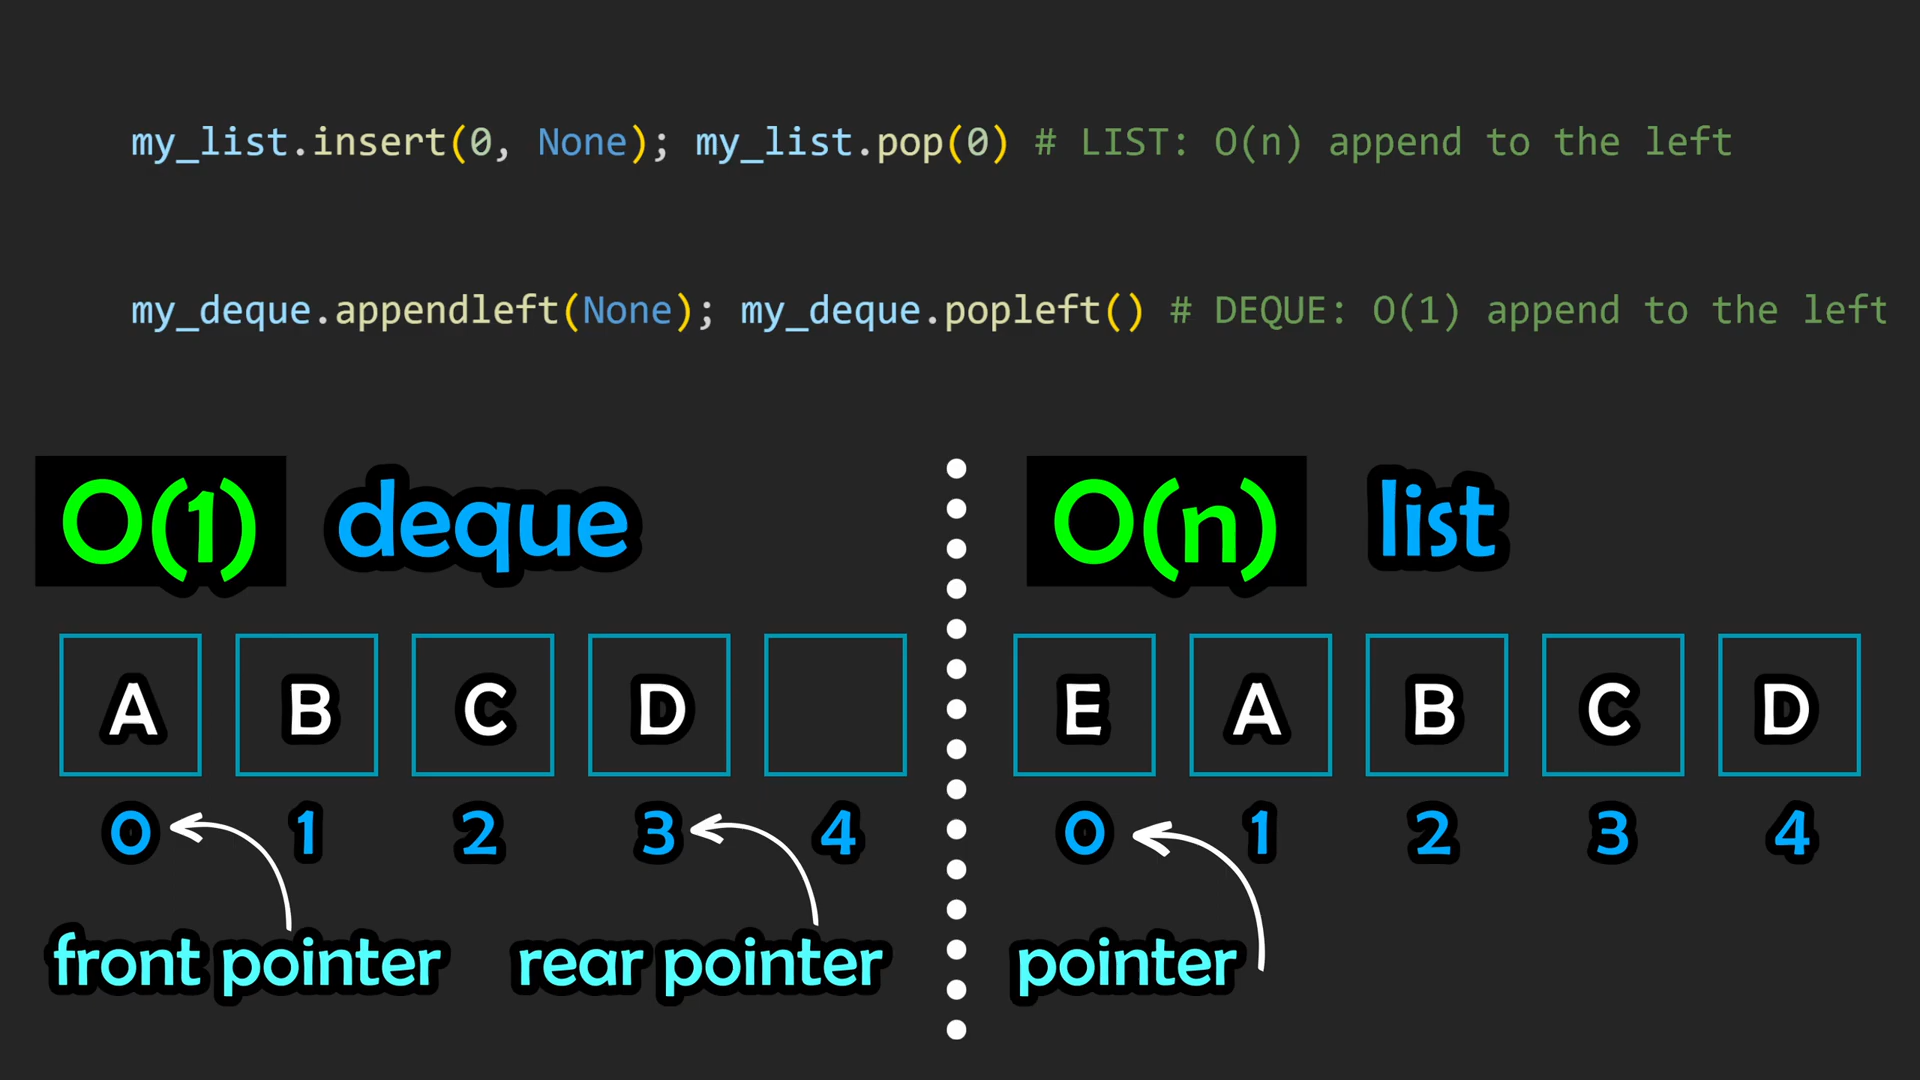 my_list.insert(0, None); my_list.pop(0) # LIST: O(n) append to the left
my_deque.appendleft(None); my_deque.popleft() # DEQUE: O(1) append to the left
O(1) deque
A B C D
0 1 2 3 4
front pointer rear pointer
O(n) list
E A B C D
0 1 2 3 4
pointer